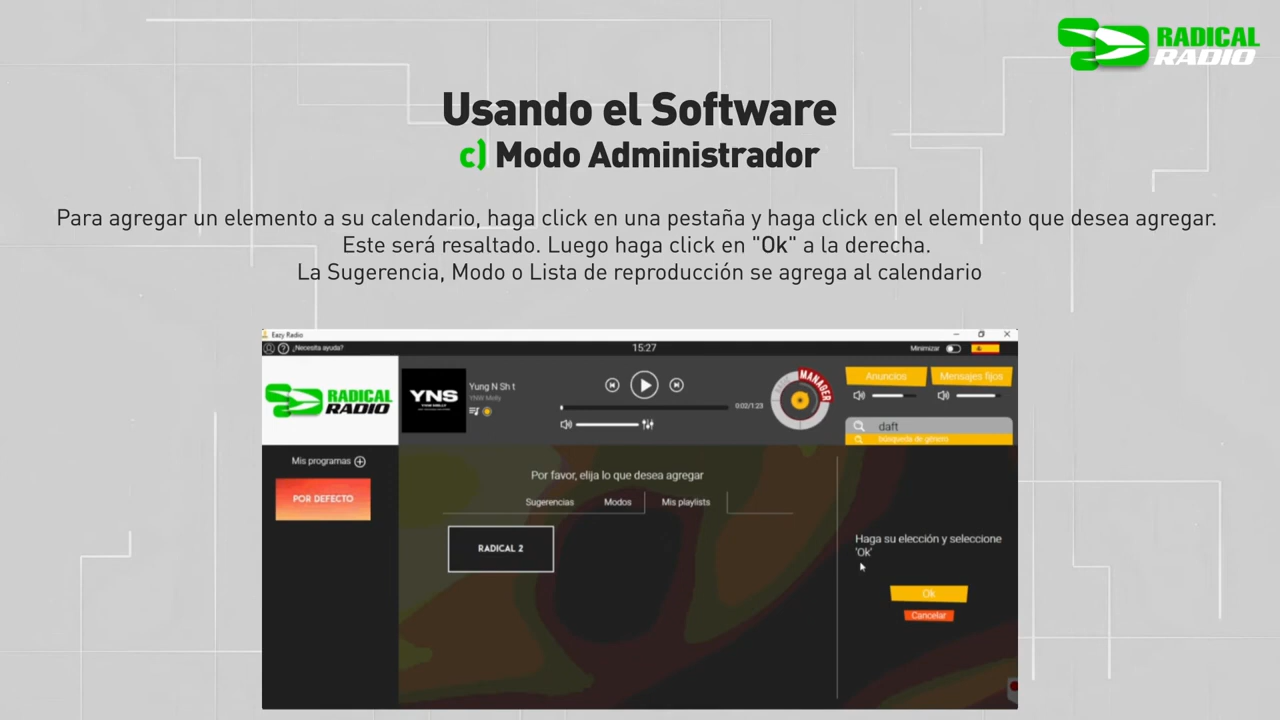 RADICAL
RADIO
Usando el Software
c) Modo Administrador
Para agregar un elemento a su calendario, haga click en una pestaña y haga click en el elemento que desea agregar.
Este será resaltado. Luego haga click en "Ok" a la derecha.
La Sugerencia, Modo o Lista de reproducción se agrega al calendario
Eazy Radio
¿Necesita ayuda?
15:27
Minimizar
RADICAL
RADIO
YNS
Yung N Sh t
YNW Melly
0:02/1:23
MANAGER
Anuncios
Mensajes fijos
daft
búsqueda de género
Mis programas
POR DEFECTO
Por favor, elija lo que desea agregar
Sugerencias
Modos
Mis playlists
RADICAL 2
Haga su elección y seleccione
'Ok'
Ok
Cancelar